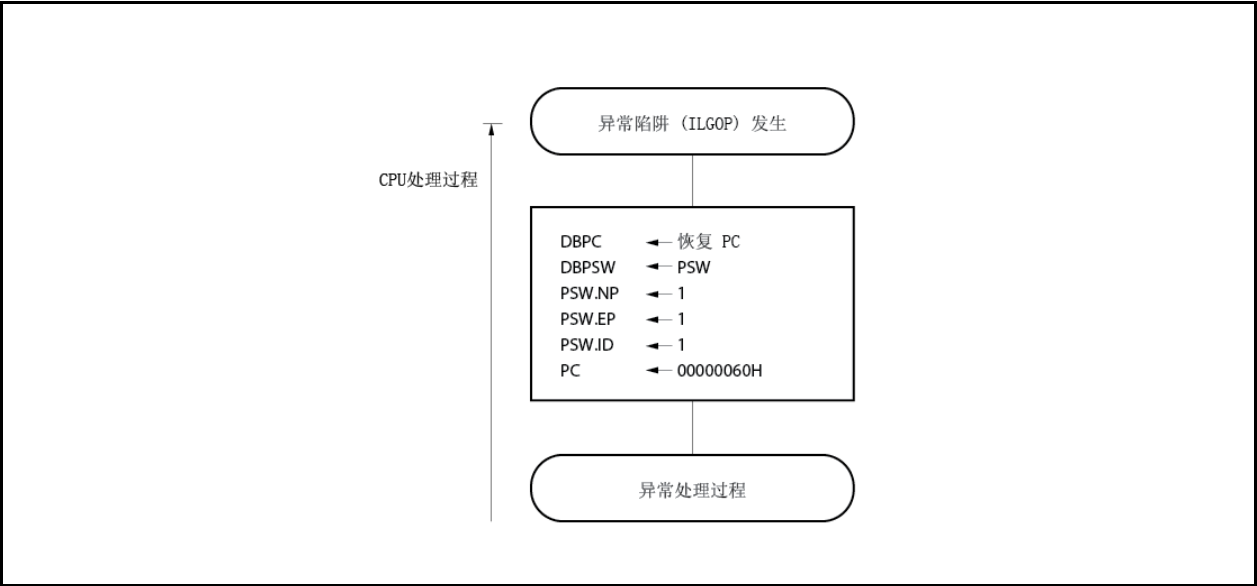 异常陷阱 (ILGOP) 发生
CPU处理过程
DBPC ← 恢复 PC
DBPSW ← PSW
PSW.NP ← 1
PSW.EP ← 1
PSW.ID ← 1
PC ← 00000060H
异常处理过程